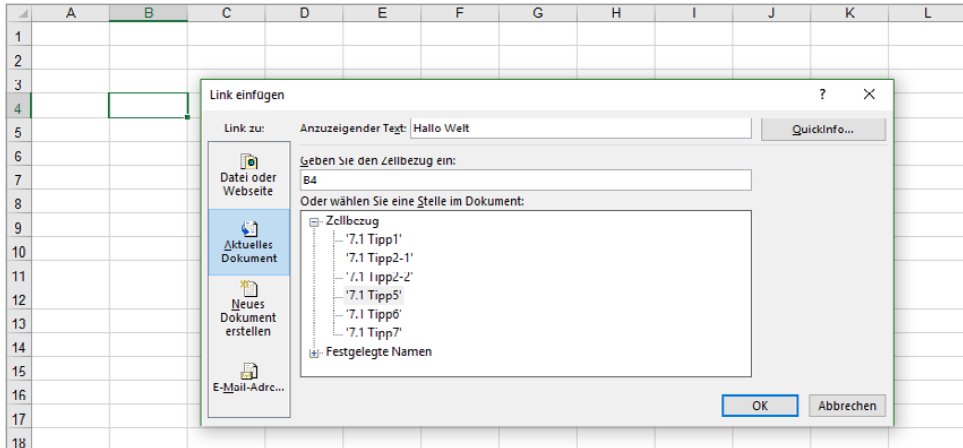 A B C D E F G H I J K L
1
2
3
Link einfügen ? ×
4
Link zu: Anzuzeigender Text: Hallo Welt QuickInfo...
5
6
Geben Sie den Zellbezug ein:
Datei oder
Webseite
7
B4
8
Oder wählen Sie eine Stelle im Dokument:
9
Zellbezug
Aktuelles
Dokument
'7.1 Tipp1'
10
'7.1 Tipp2-1'
11
'7.1 Tipp2-2'
12
Neues
Dokument
erstellen
'7.1 Tipp5'
'7.1 Tipp6'
13
'7.1 Tipp7'
14
Festgelegte Namen
15
E-Mail-Adre...
16
OK Abbrechen
17
18